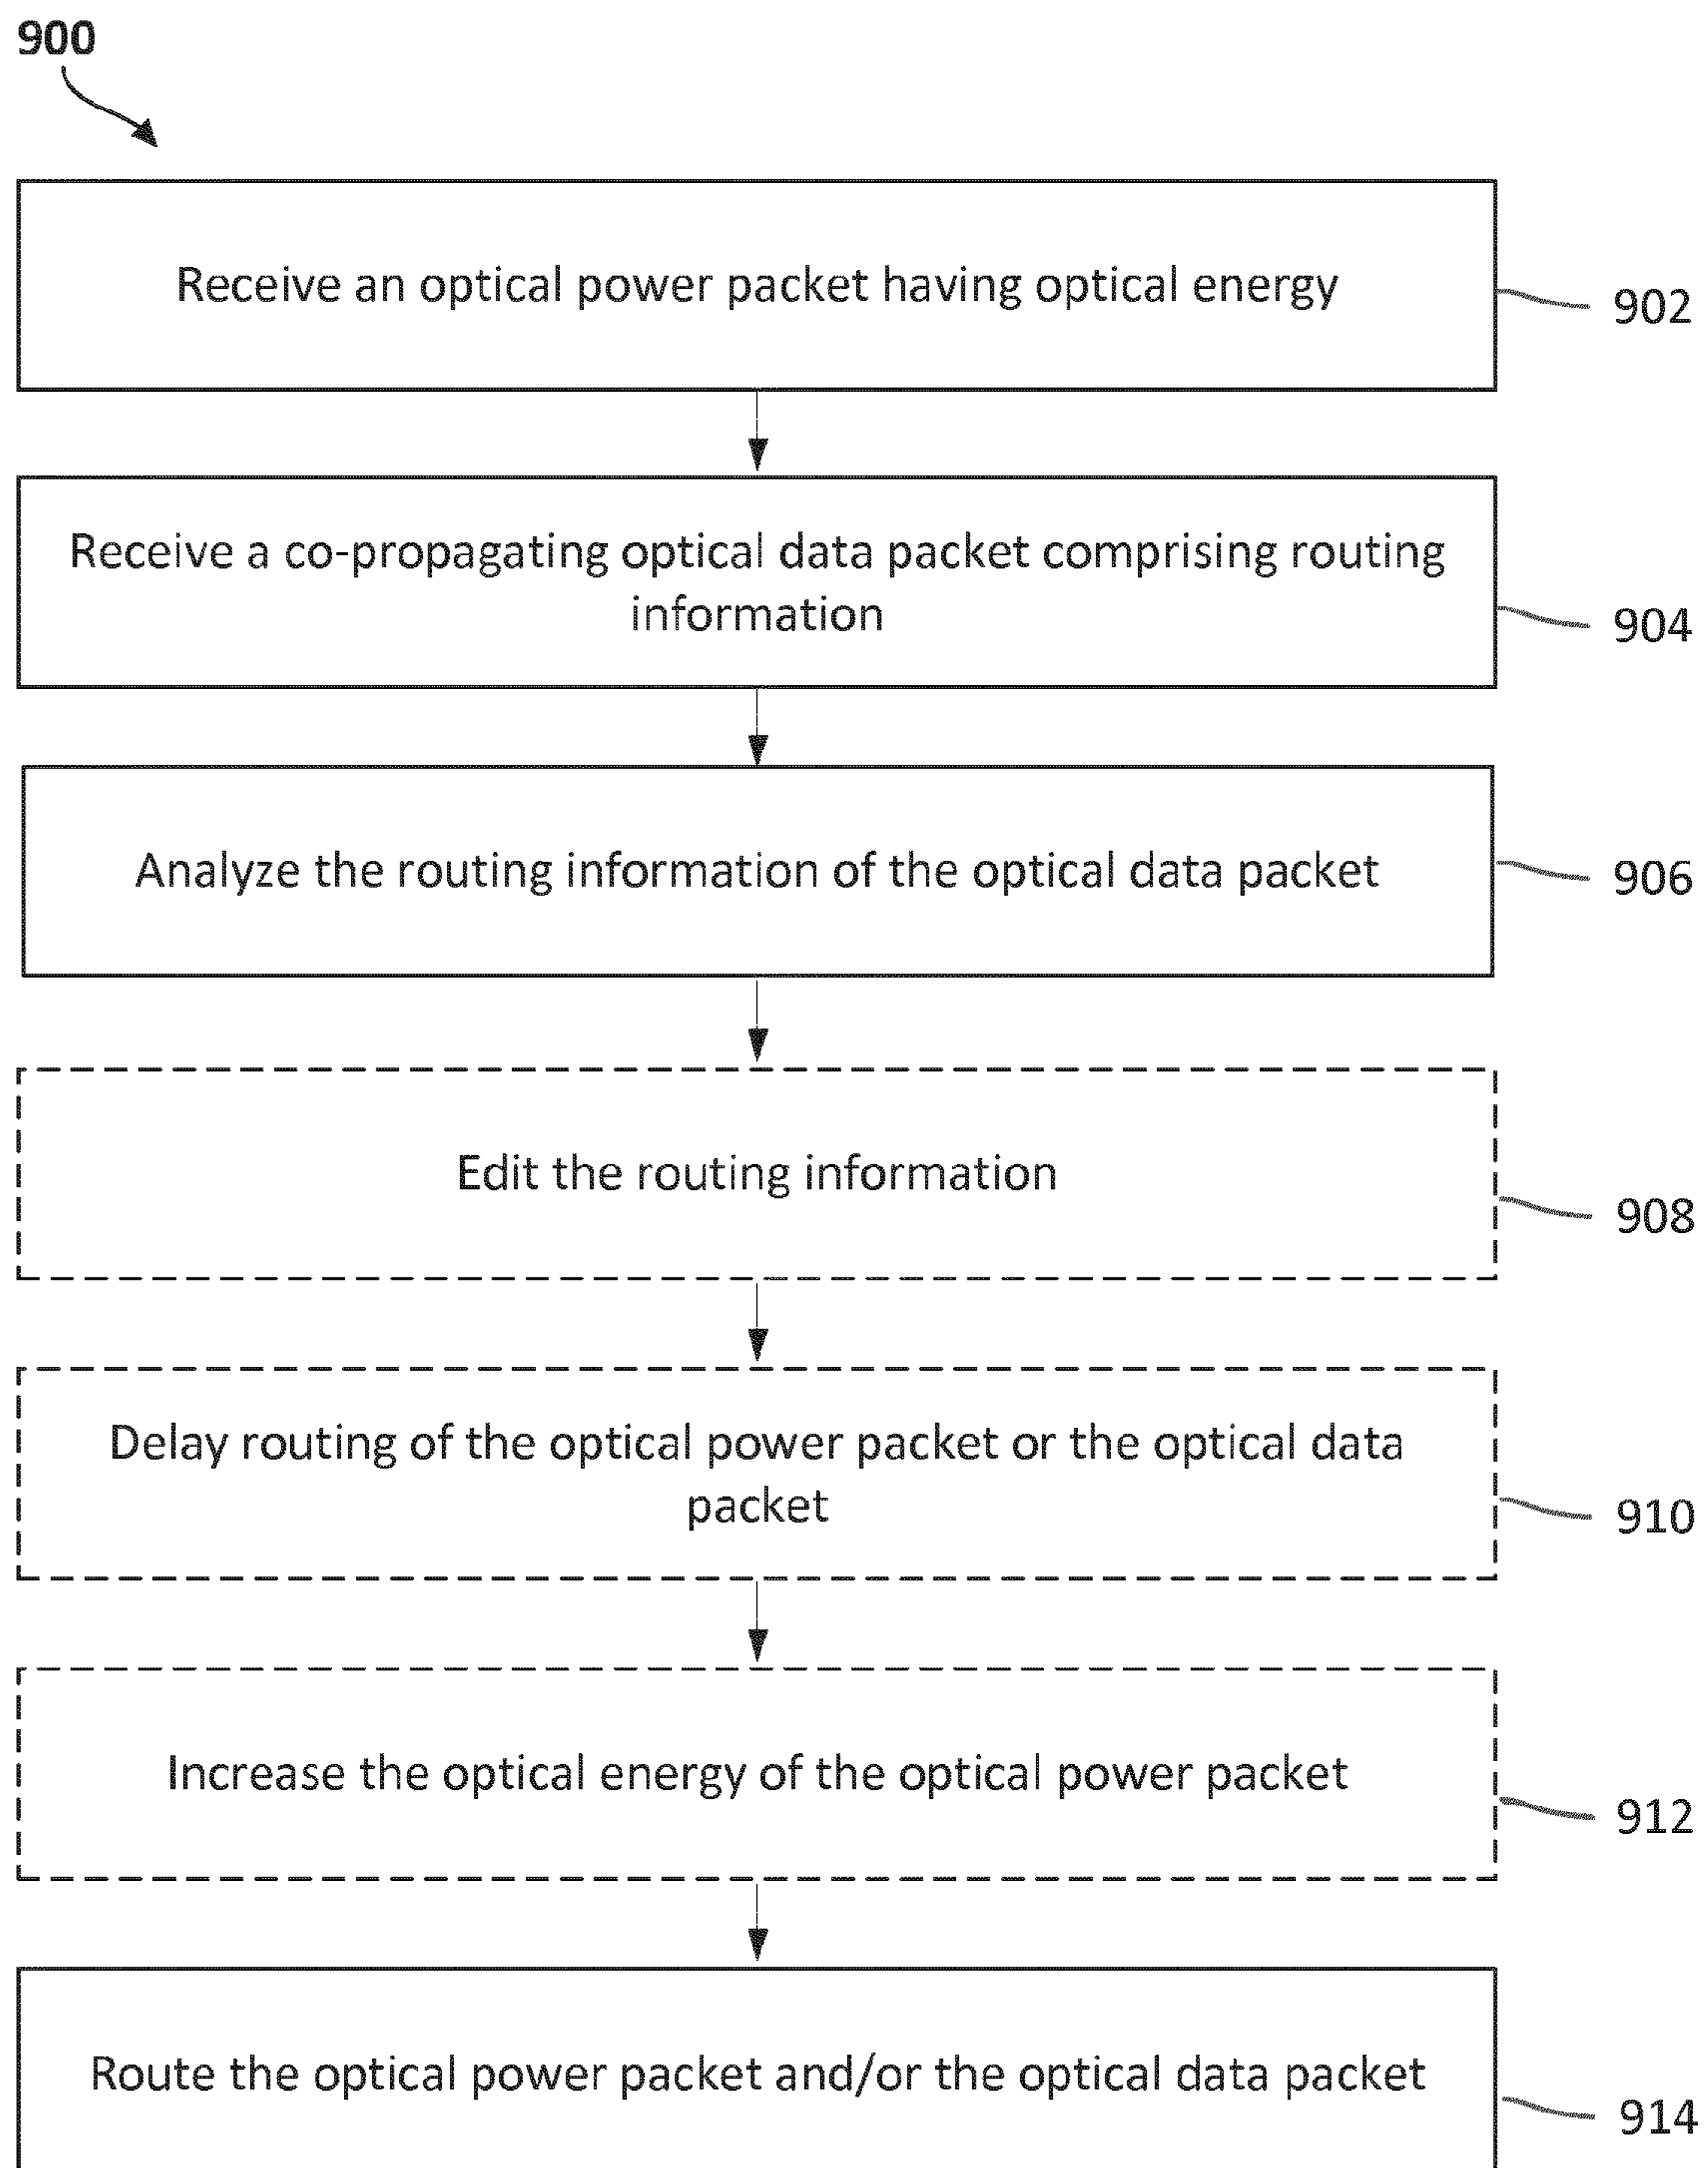 900
Receive an optical power packet having optical energy
902
Receive a co-propagating optical data packet comprising routing
information
904
Analyze the routing information of the optical data packet
906
Edit the routing information
908
Delay routing of the optical power packet or the optical data
packet
910
Increase the optical energy of the optical power packet
912
Route the optical power packet and/or the optical data packet
914